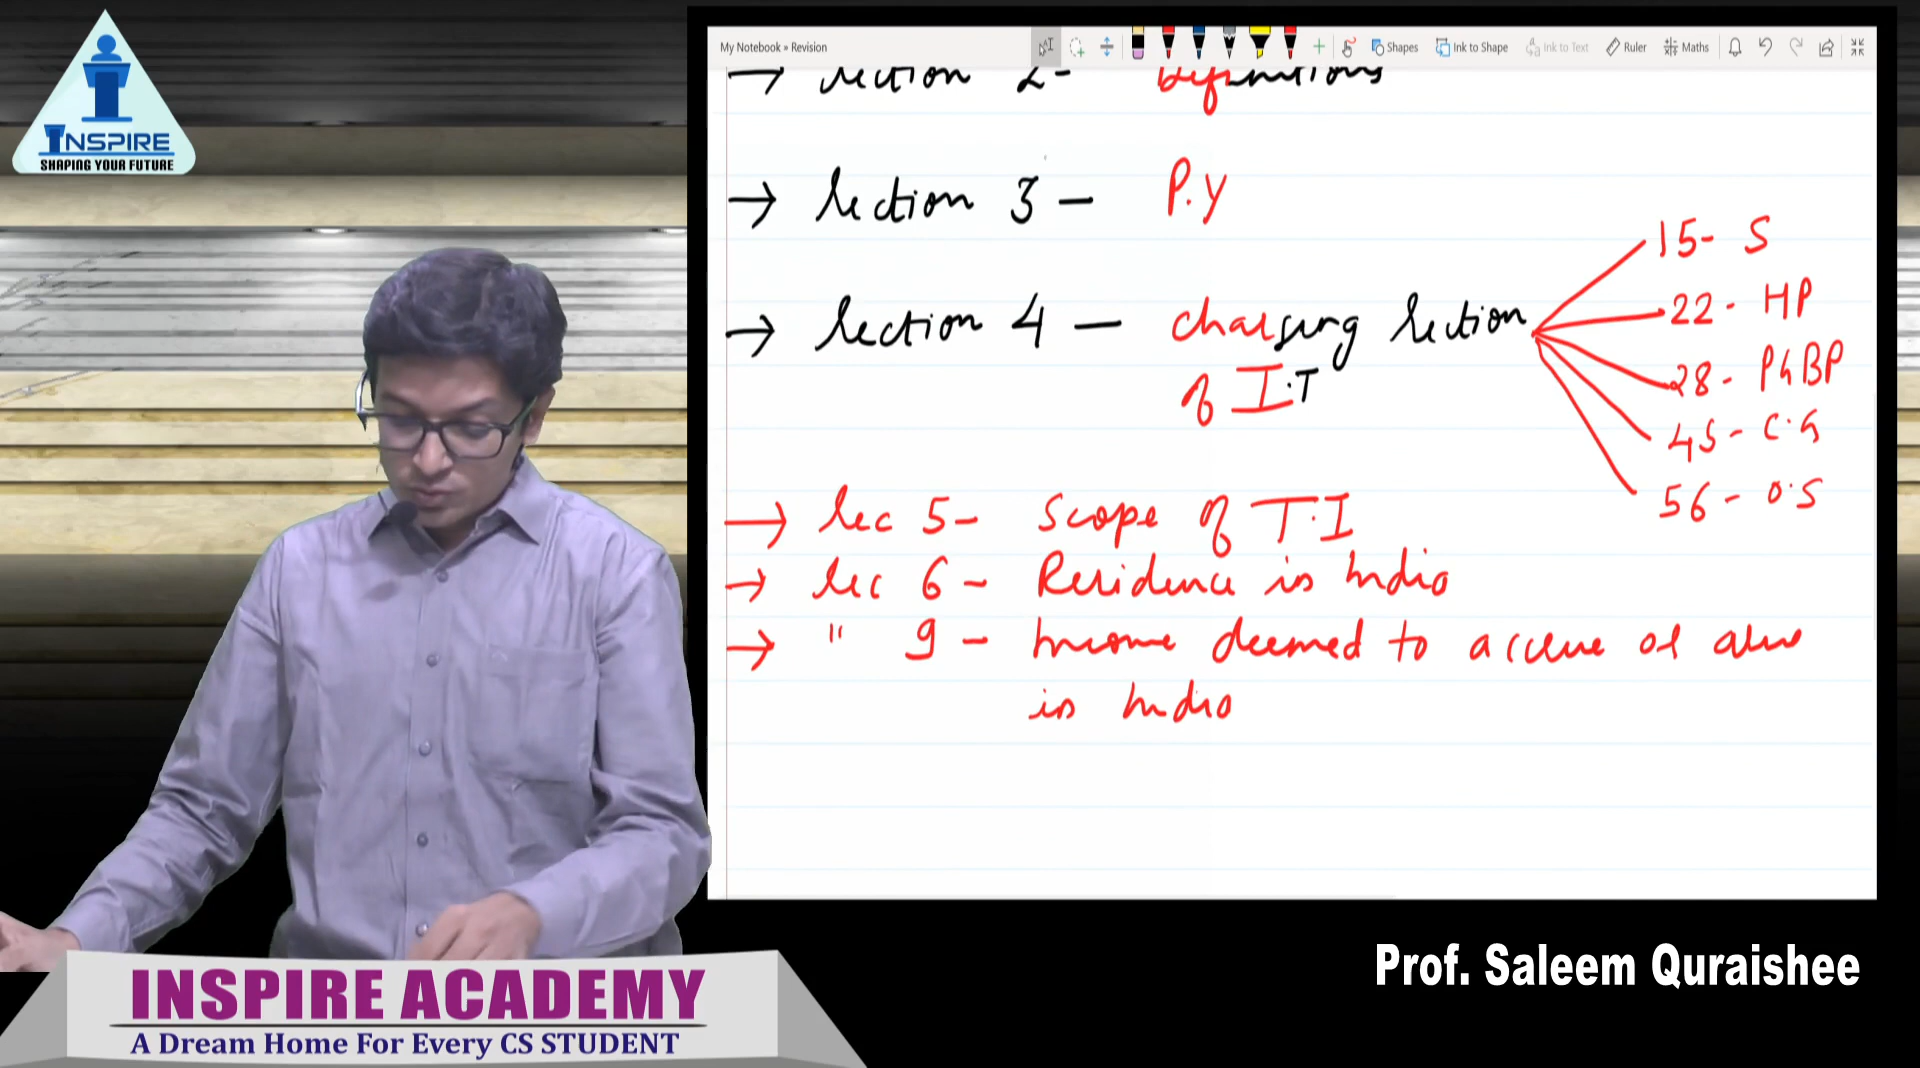 INSPIRE
SHAPING YOUR FUTURE
My Notebook » Revision
Shapes Ink to Shape Ink to Text Ruler Maths
→ Section 2- Definitions
→ Section 3 - P.Y
→ Section 4 - charging Section
of I.T
15- S
22- HP
28- PGBP
45- C.G
56- O.S
→ Sec 5- Scope of T.I
→ Sec 6- Residence in India
→ " 9- Income deemed to accrue or arise
in India
INSPIRE ACADEMY
A Dream Home For Every CS STUDENT
Prof. Saleem Quraishee